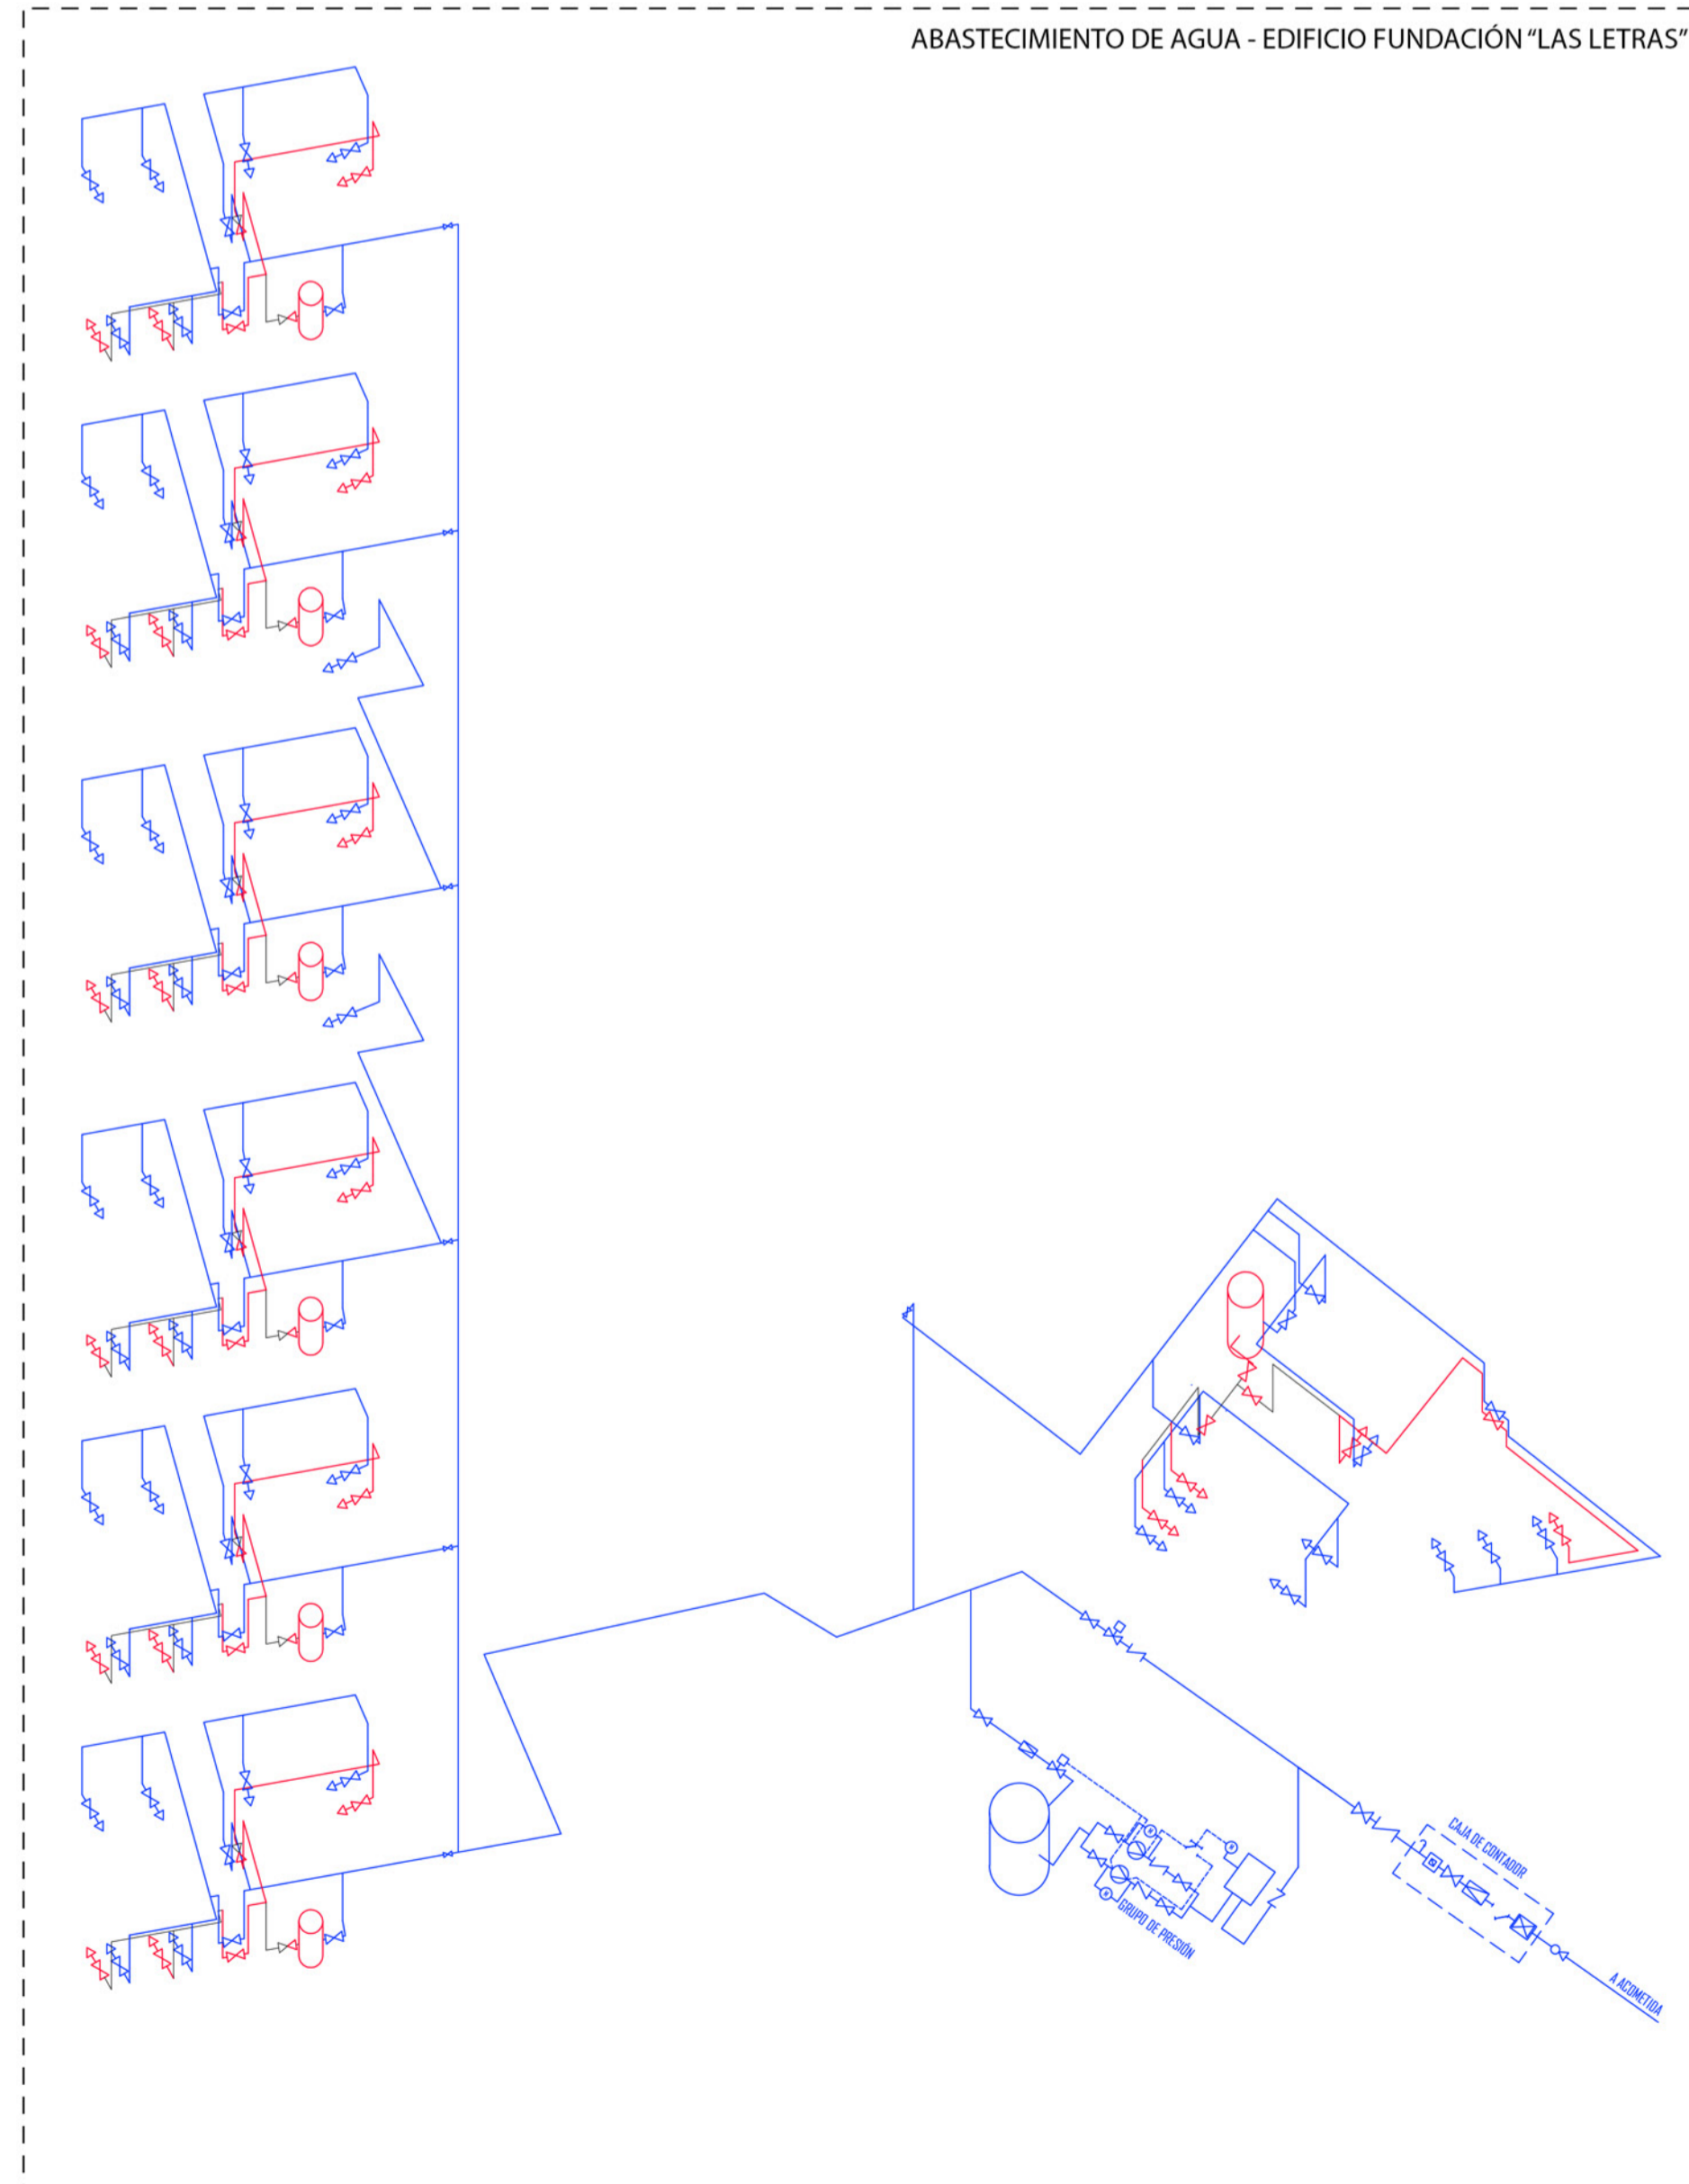 ABASTECIMIENTO DE AGUA - EDIFICIO FUNDACIÓN “LAS LETRAS”
CAJA DE CONTADOR
GRUPO DE PRESIÓN
A ACOMETIDA